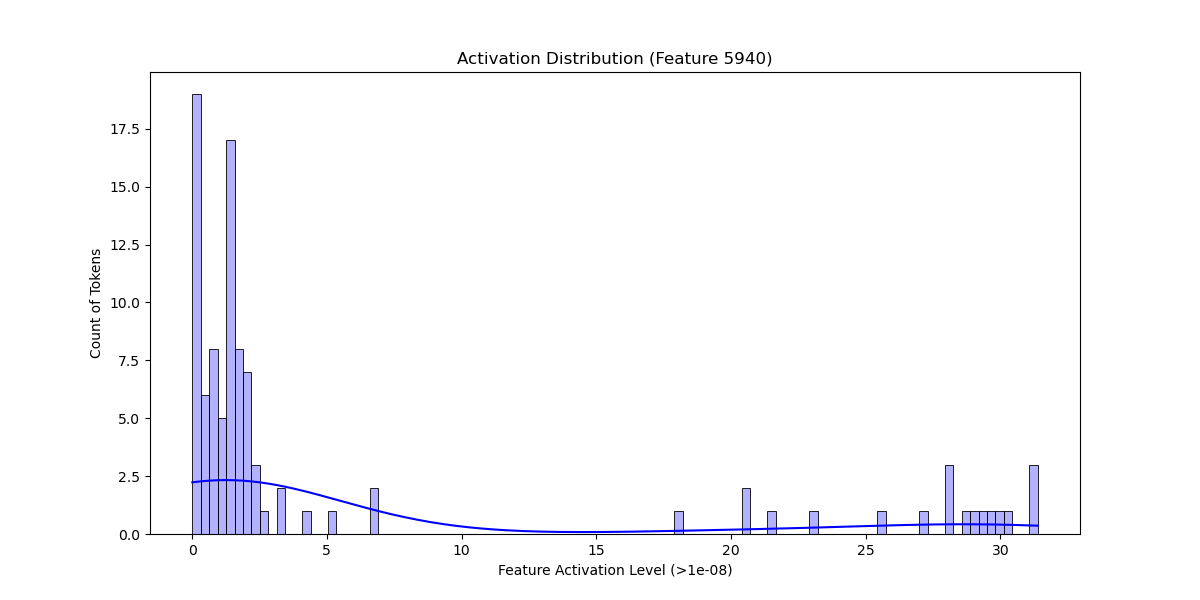 Activation Distribution (Feature 5940)
Count of Tokens
17.5
15.0
12.5
10.0
7.5
5.0
2.5
0.0
0 5 10 15 20 25 30
Feature Activation Level (>1e-08)